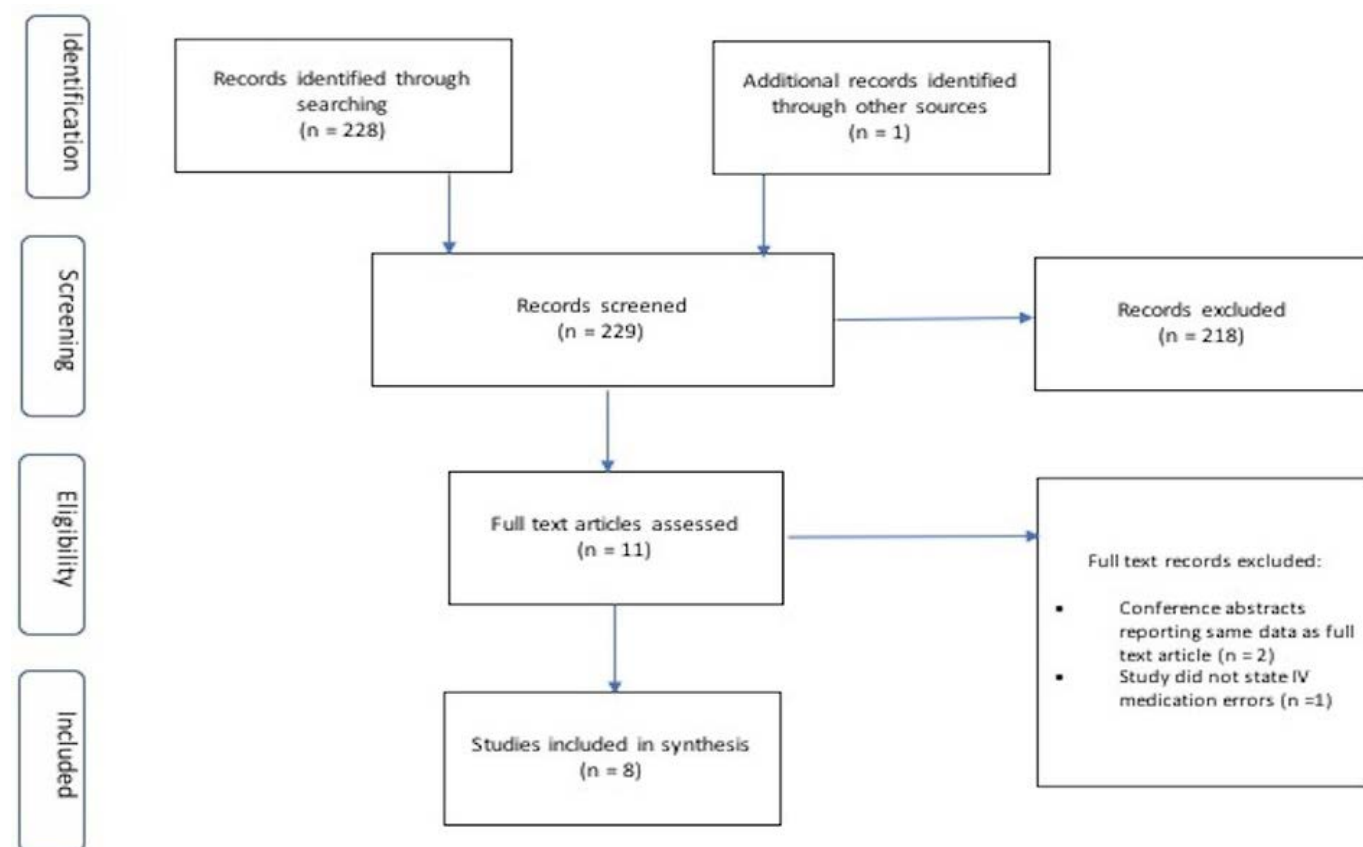 Identification
Records identified through
searching
(n = 228)
Additional records identified
through other sources
(n = 1)
Screening
Records screened
(n = 229)
Records excluded
(n = 218)
Eligibility
Full text articles assessed
(n = 11)
Full text records excluded:
• Conference abstracts
reporting same data as full
text article (n = 2)
• Study did not state IV
medication errors (n =1)
Included
Studies included in synthesis
(n = 8)